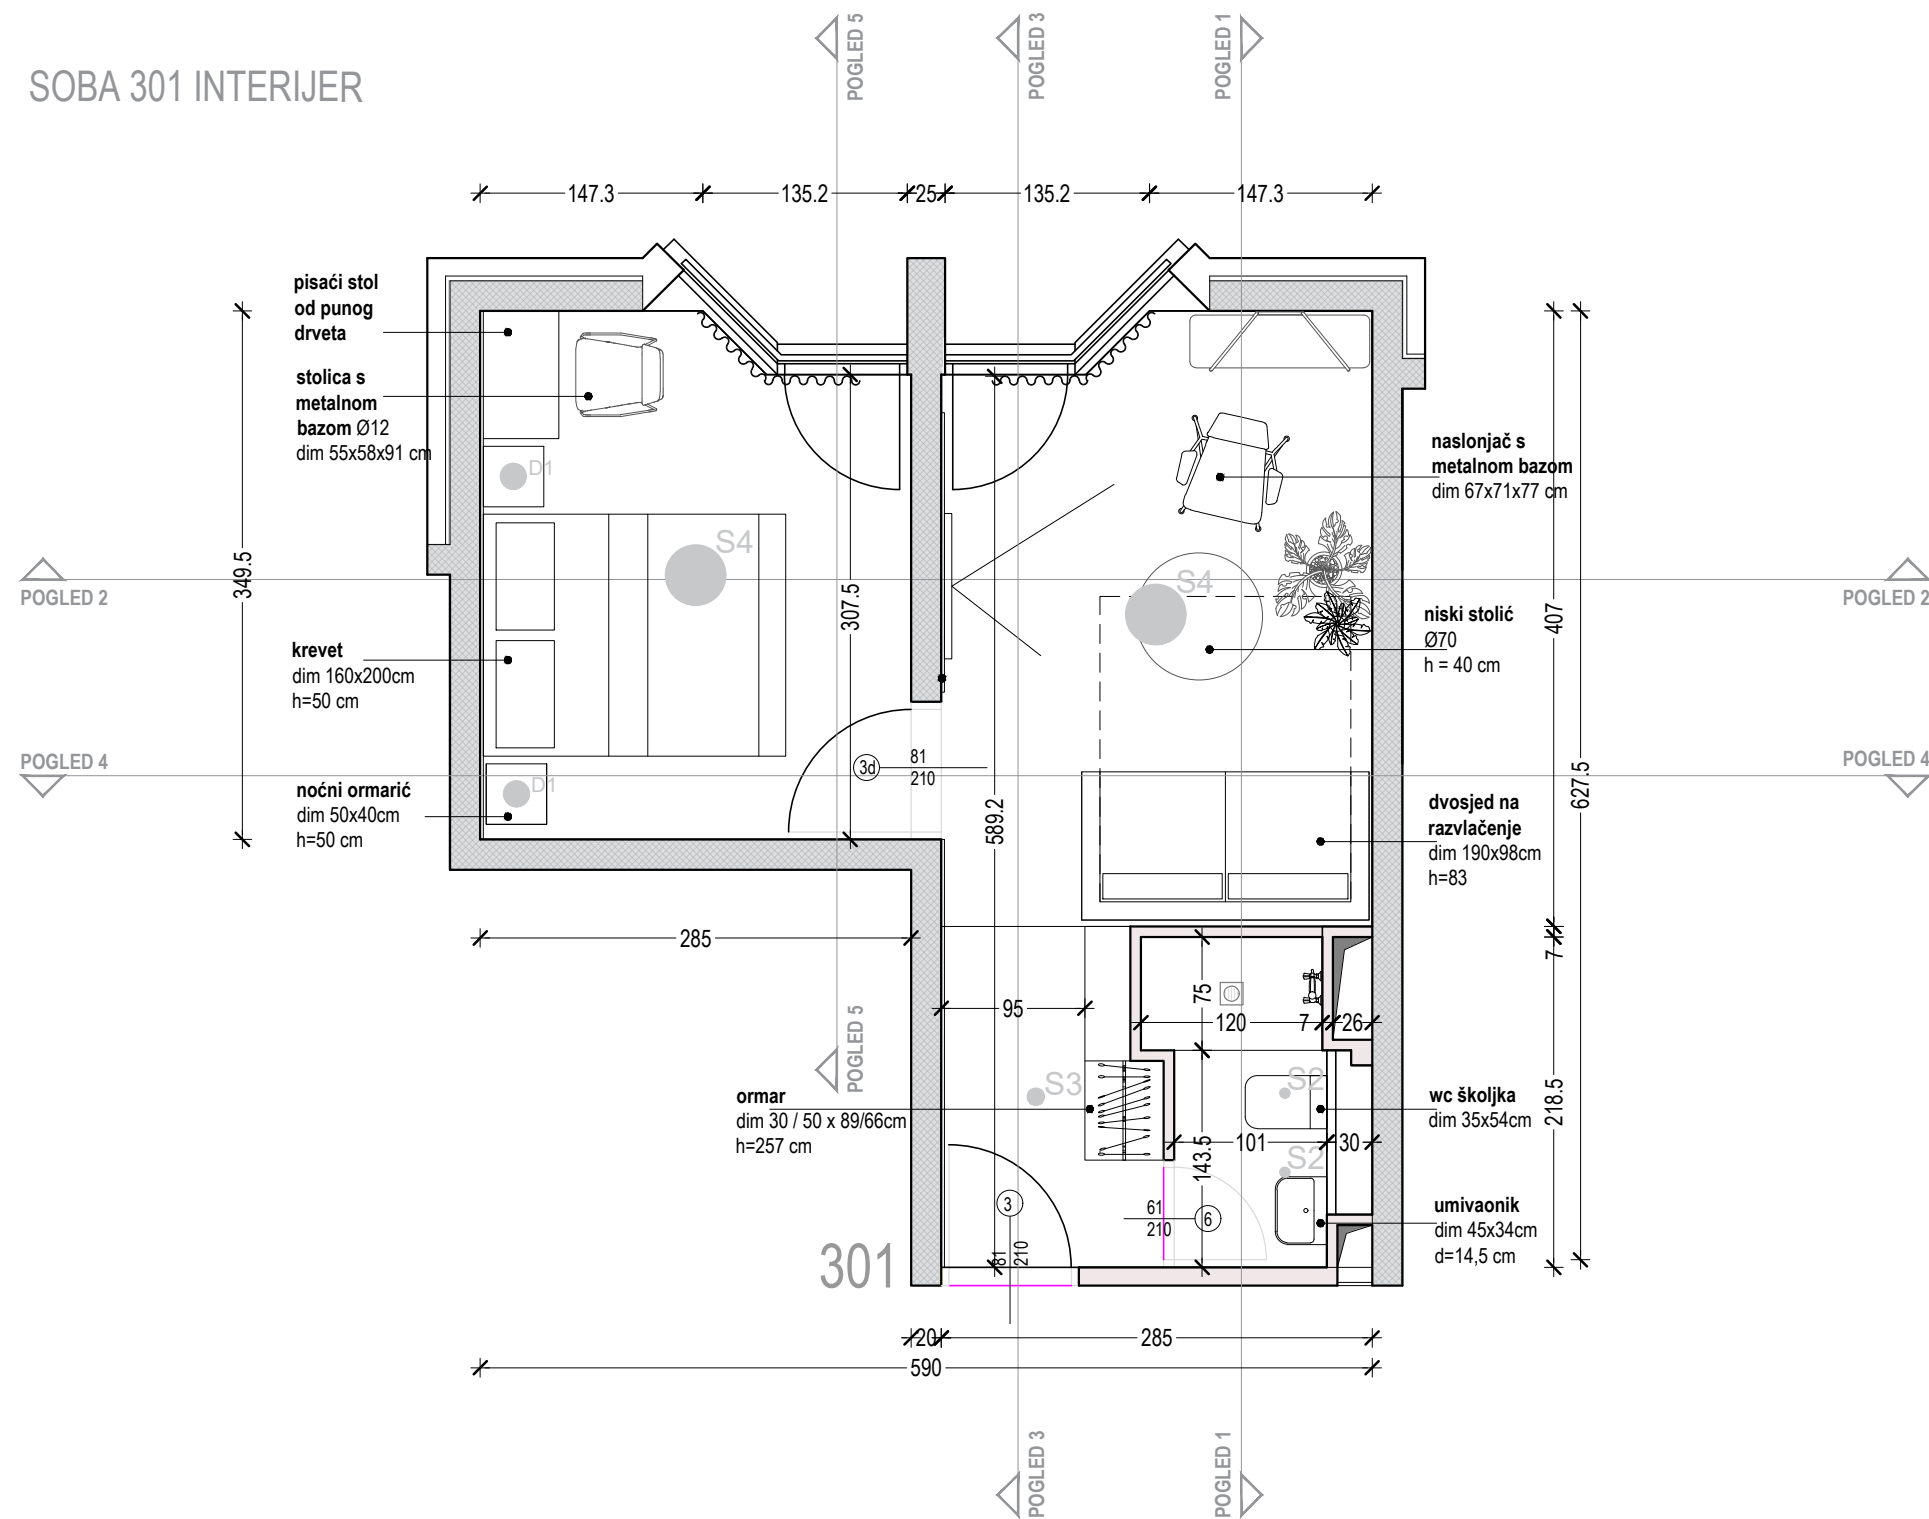 SOBA 301 INTERIJER
POGLED 5
POGLED 3
POGLED 1
147.3
135.2
25
135.2
147.3
pisaći stol
od punog
drveta
stolica s
metalnom
bazom Ø12
dim 55x58x91 cm
D1
naslonjač s
metalnom bazom
dim 67x71x77 cm
S4
S4
POGLED 2
POGLED 2
349.5
307.5
407
niski stolić
Ø70
h = 40 cm
krevet
dim 160x200cm
h=50 cm
POGLED 4
POGLED 4
3d
81
210
627.5
D1
noćni ormarić
dim 50x40cm
h=50 cm
589.2
dvosjed na
razvlačenje
dim 190x98cm
h=83
285
7
95
75
120
7
26
POGLED 5
S3
S2
ormar
dim 30 / 50 x 89/66cm
h=257 cm
wc školjka
dim 35x54cm
218.5
143.5
101
30
S2
3
81
210
61
210
6
umivaonik
dim 45x34cm
d=14,5 cm
301
20
285
590
POGLED 3
POGLED 1